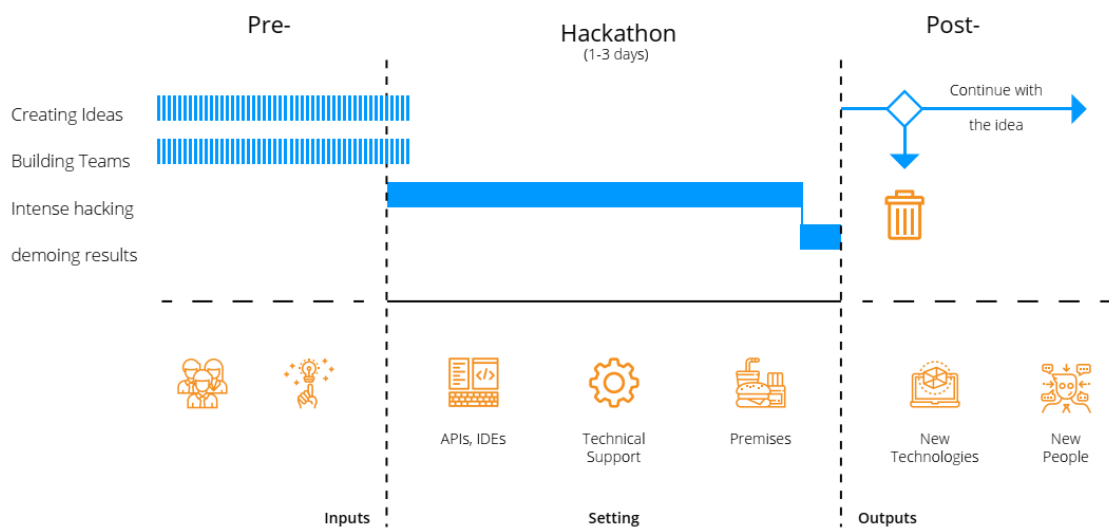 Pre-
Hackathon
(1-3 days)
Post-
Creating Ideas
Building Teams
Intense hacking
demoing results
Continue with
the idea
</>
APIs, IDEs
Technical
Support
Premises
New
Technologies
New
People
Inputs
Setting
Outputs